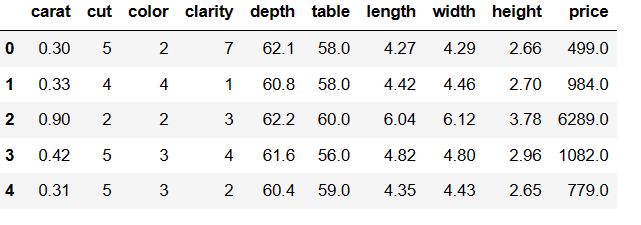 carat cut color clarity depth table length width height price
0 0.30 5 2 7 62.1 58.0 4.27 4.29 2.66 499.0
1 0.33 4 4 1 60.8 58.0 4.42 4.46 2.70 984.0
2 0.90 2 2 3 62.2 60.0 6.04 6.12 3.78 6289.0
3 0.42 5 3 4 61.6 56.0 4.82 4.80 2.96 1082.0
4 0.31 5 3 2 60.4 59.0 4.35 4.43 2.65 779.0